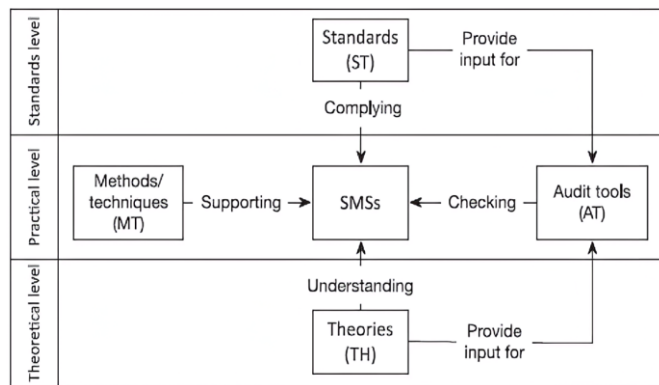 Standards level
Standards
(ST)
Provide
input for
Complying
Practical level
Methods/
techniques
(MT)
Supporting
SMSs
Checking
Audit tools
(AT)
Theoretical level
Understanding
Theories
(TH)
Provide
input for